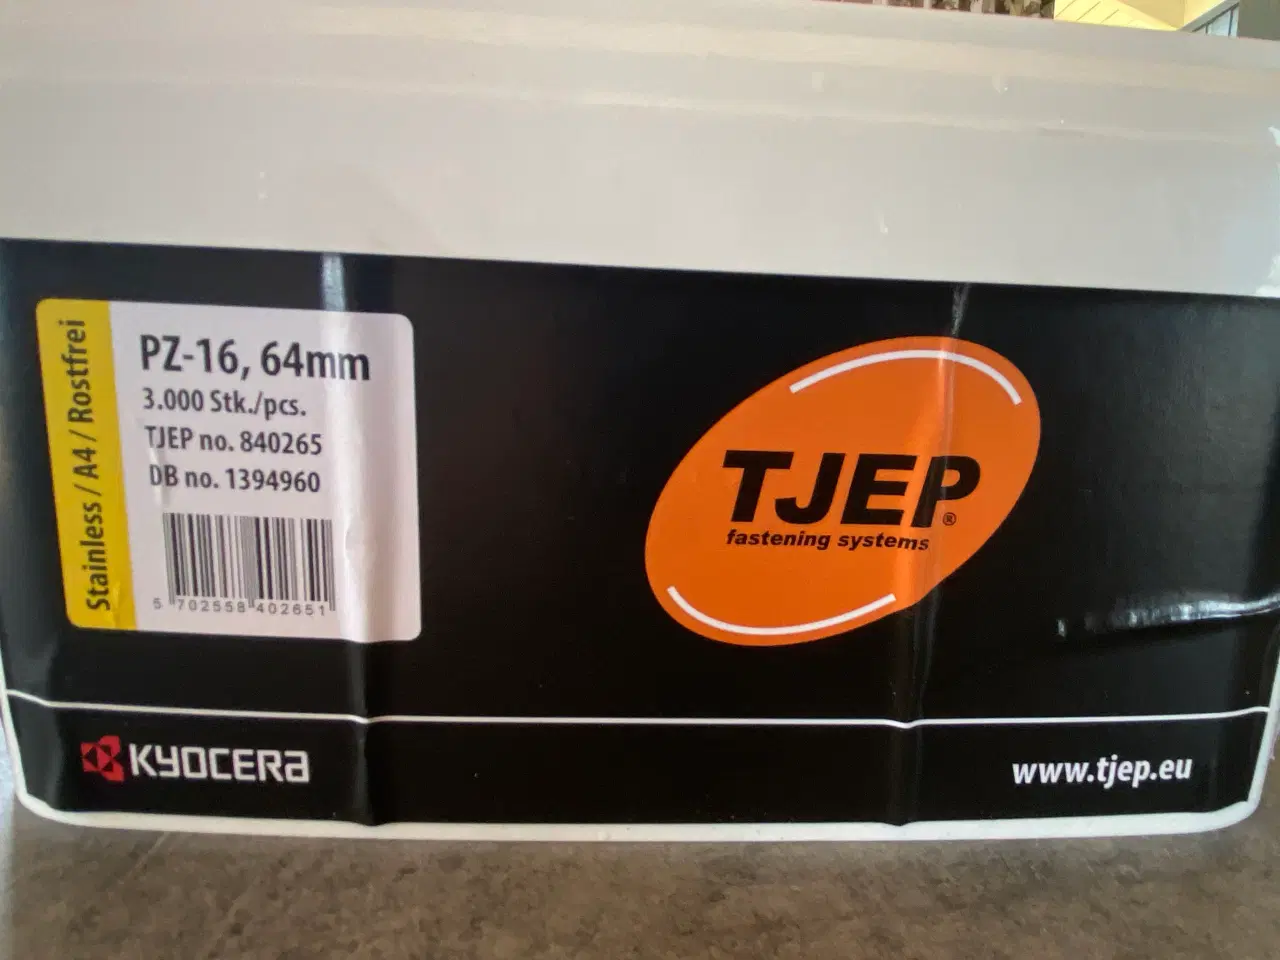 Stainless / A4 / Rostfrei
PZ-16, 64mm
3.000 Stk./pcs.
TJEP no. 840265
DB no. 1394960
5 702558 402651
TJEP®
fastening systems
KYOCERA
www.tjep.eu